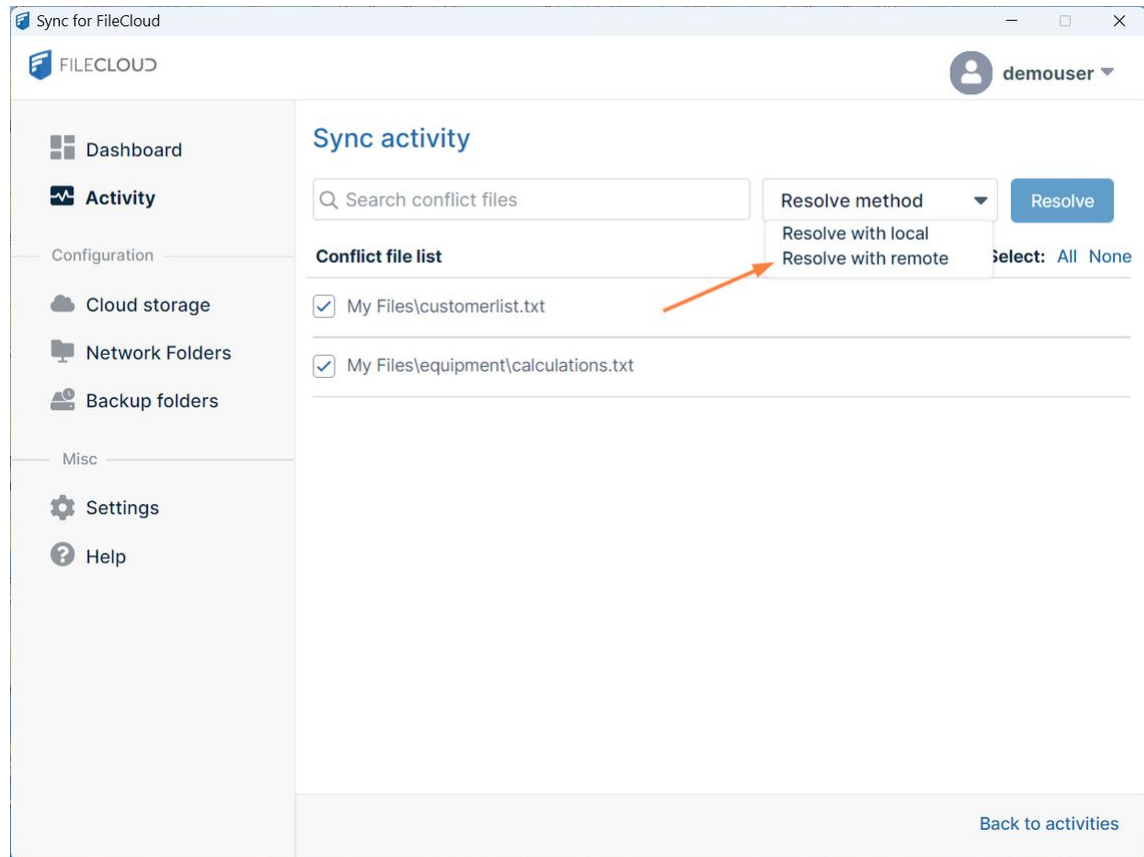 Sync for FileCloud
FILECLOUD
demouser
Dashboard
Activity
Configuration
Cloud storage
Network Folders
Backup folders
Misc
Settings
Help
Sync activity
Search conflict files
Resolve method
Resolve
Resolve with local
Resolve with remote
Conflict file list
Select: All None
My Files\customerlist.txt
My Files\equipment\calculations.txt
Back to activities